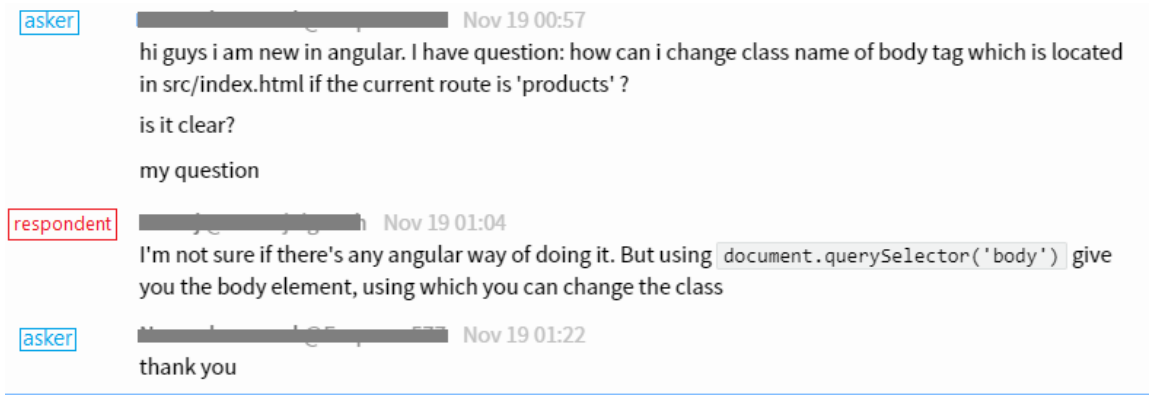 asker Nov 19 00:57
hi guys i am new in angular. I have question: how can i change class name of body tag which is located
in src/index.html if the current route is 'products' ?
is it clear?
my question
respondent Nov 19 01:04
I'm not sure if there's any angular way of doing it. But using document.querySelector('body') give
you the body element, using which you can change the class
asker Nov 19 01:22
thank you